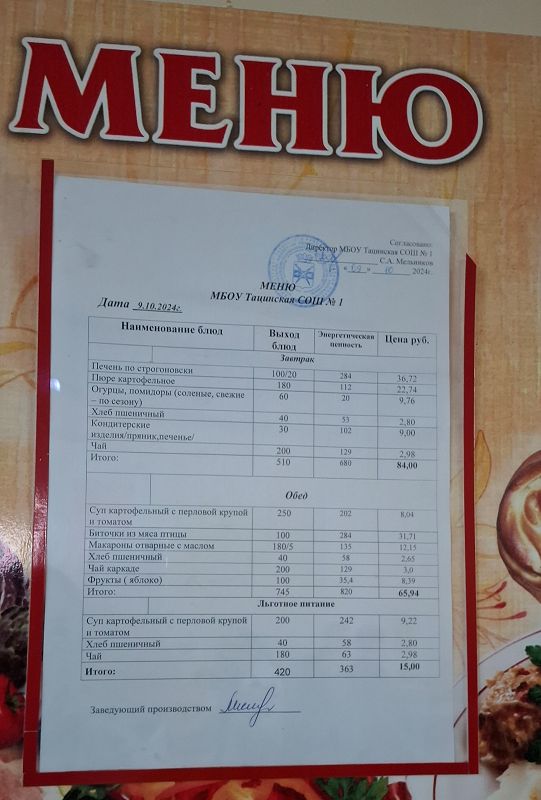 МЕНЮ
Согласовано:
Директор МБОУ Тацинская СОШ № 1
С.А. Мельников
« 09 » 10 2024г.
МЕНЮ
МБОУ Тацинская СОШ № 1
Дата 9.10.2024г.
Наименование блюд Выход блюд Энергетическая ценность Цена руб.
Завтрак
Печень по строгоновски 100/20 284 36,72
Пюре картофельное 180 112 22,74
Огурцы, помидоры (соленые, свежие – по сезону) 60 20 9,76
Хлеб пшеничный 40 53 2,80
Кондитерские изделия/пряник,печенье/ 30 102 9,00
Чай 200 129 2,98
Итого: 510 680 84,00
Обед
Суп картофельный с перловой крупой и томатом 250 202 8,04
Биточки из мяса птицы 100 284 31,71
Макароны отварные с маслом 180/5 135 12,15
Хлеб пшеничный 40 58 2,65
Чай каркаде 200 129 3,0
Фрукты ( яблоко) 100 35,4 8,39
Итого: 745 820 65,94
Льготное питание
Суп картофельный с перловой крупой и томатом 200 242 9,22
Хлеб пшеничный 40 58 2,80
Чай 180 63 2,98
Итого: 420 363 15,00
Заведующий производством